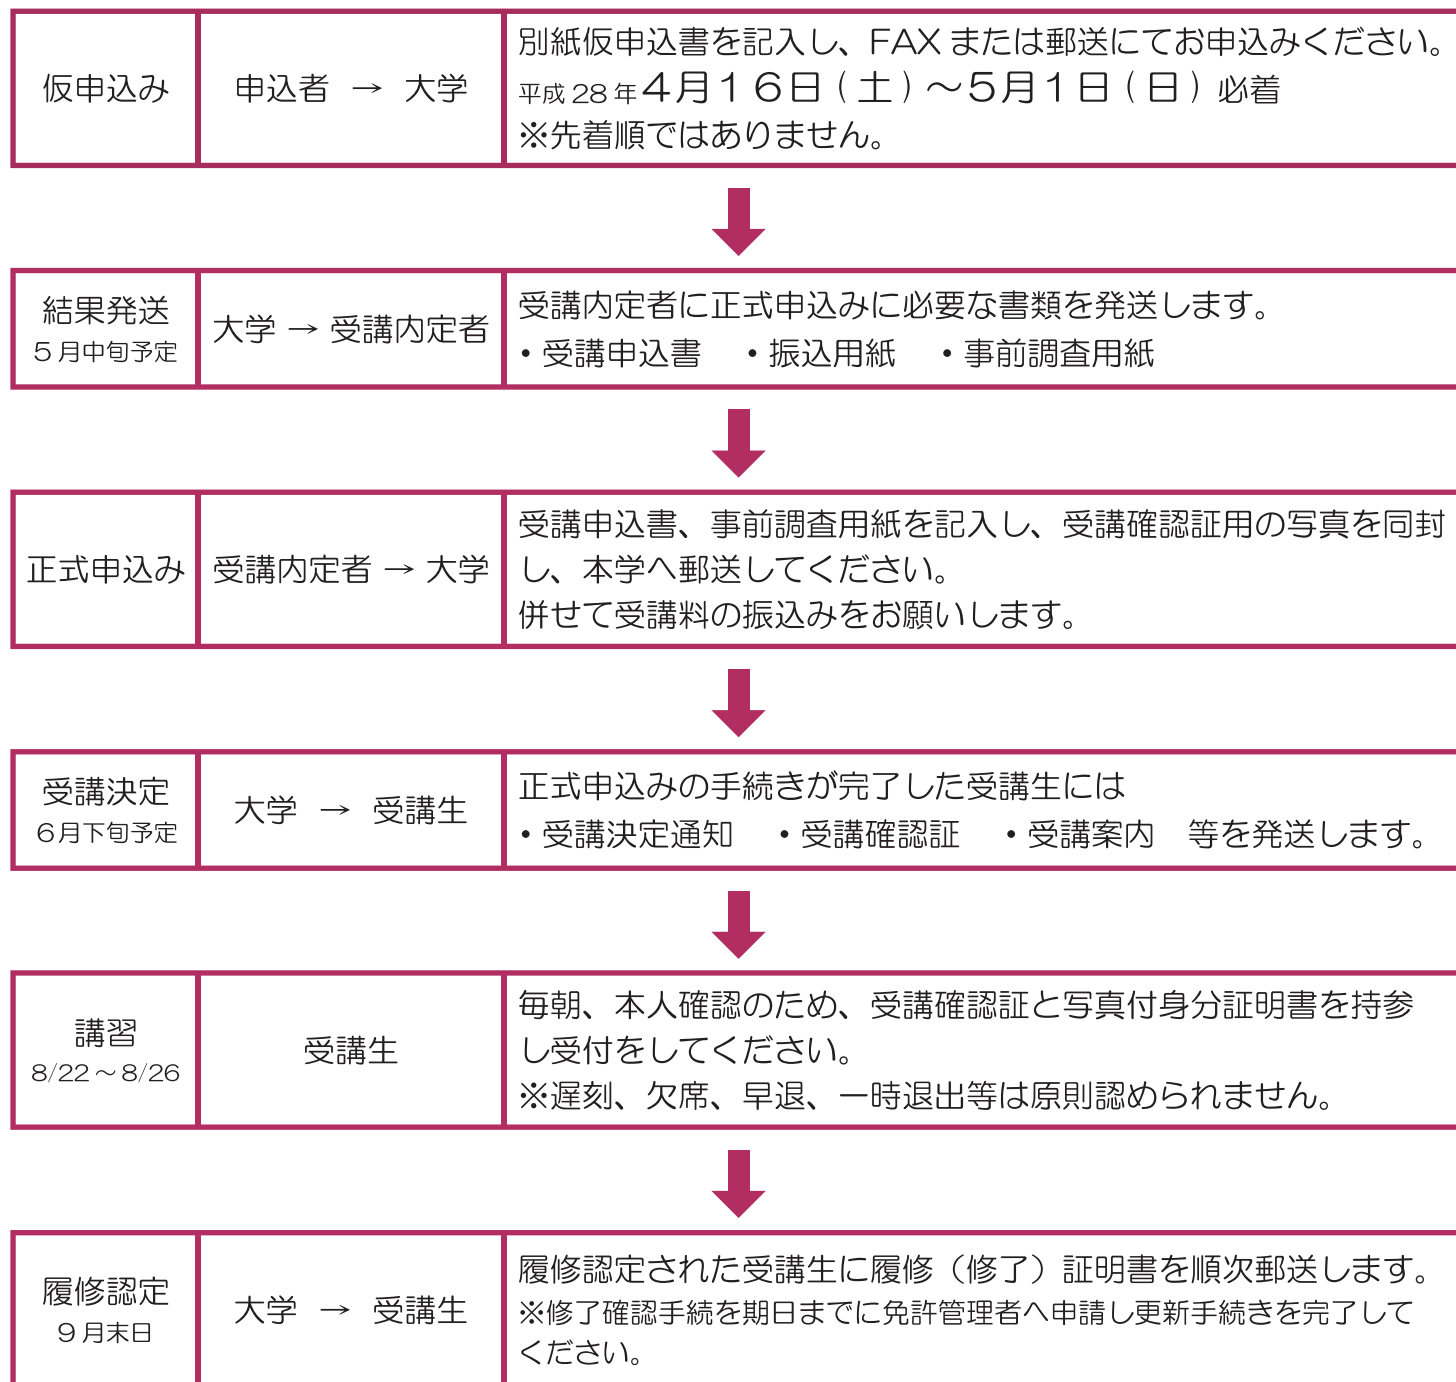 仮申込み
申込者 → 大学
別紙仮申込書を記入し、FAX または郵送にてお申込みください。
平成 28 年 4月16日(土)～5月1日(日)必着
※先着順ではありません。
結果発送
5月中旬予定
大学 → 受講内定者
受講内定者に正式申込みに必要な書類を発送します。
・受講申込書　・振込用紙　・事前調査用紙
正式申込み
受講内定者 → 大学
受講申込書、事前調査用紙を記入し、受講確認証用の写真を同封
し、本学へ郵送してください。
併せて受講料の振込みをお願いします。
受講決定
6月下旬予定
大学 → 受講生
正式申込みの手続きが完了した受講生には
・受講決定通知　・受講確認証　・受講案内　等を発送します。
講習
8/22～8/26
受講生
毎朝、本人確認のため、受講確認証と写真付身分証明書を持参
し受付をしてください。
※遅刻、欠席、早退、一時退出等は原則認められません。
履修認定
9月末日
大学 → 受講生
履修認定された受講生に履修（修了）証明書を順次郵送します。
※修了確認手続を期日までに免許管理者へ申請し更新手続きを完了して
ください。